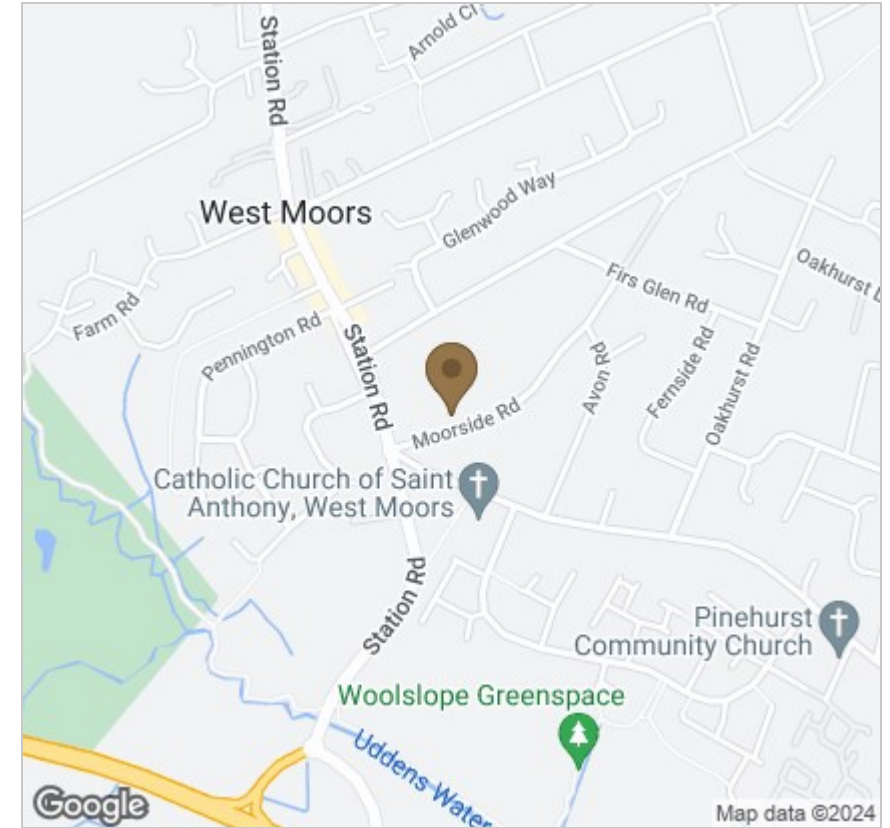 Station Rd
Arnold Cl
West Moors
Glenwood Way
Firs Glen Rd
Oakhurst
Farm Rd
Pennington Rd
Station Rd
Avon Rd
Fernside Rd
Oakhurst Rd
Moorside Rd
Catholic Church of Saint
Anthony, West Moors
Station Rd
Pinehurst
Community Church
Woolslope Greenspace
Uddens Water
Google
Map data ©2024